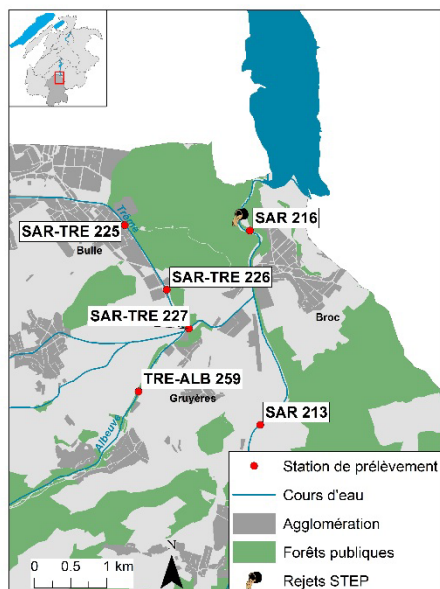 SAR 216
Trême
SAR-TRE 225
Bulle
SAR-TRE 226
SAR-TRE 227
Broc
TRE-ALB 259
Gruyères
SAR 213
Albeuve
Station de prélèvement
Cours d'eau
Agglomération
Forêts publiques
Rejets STEP
N
0 0.5 1 km